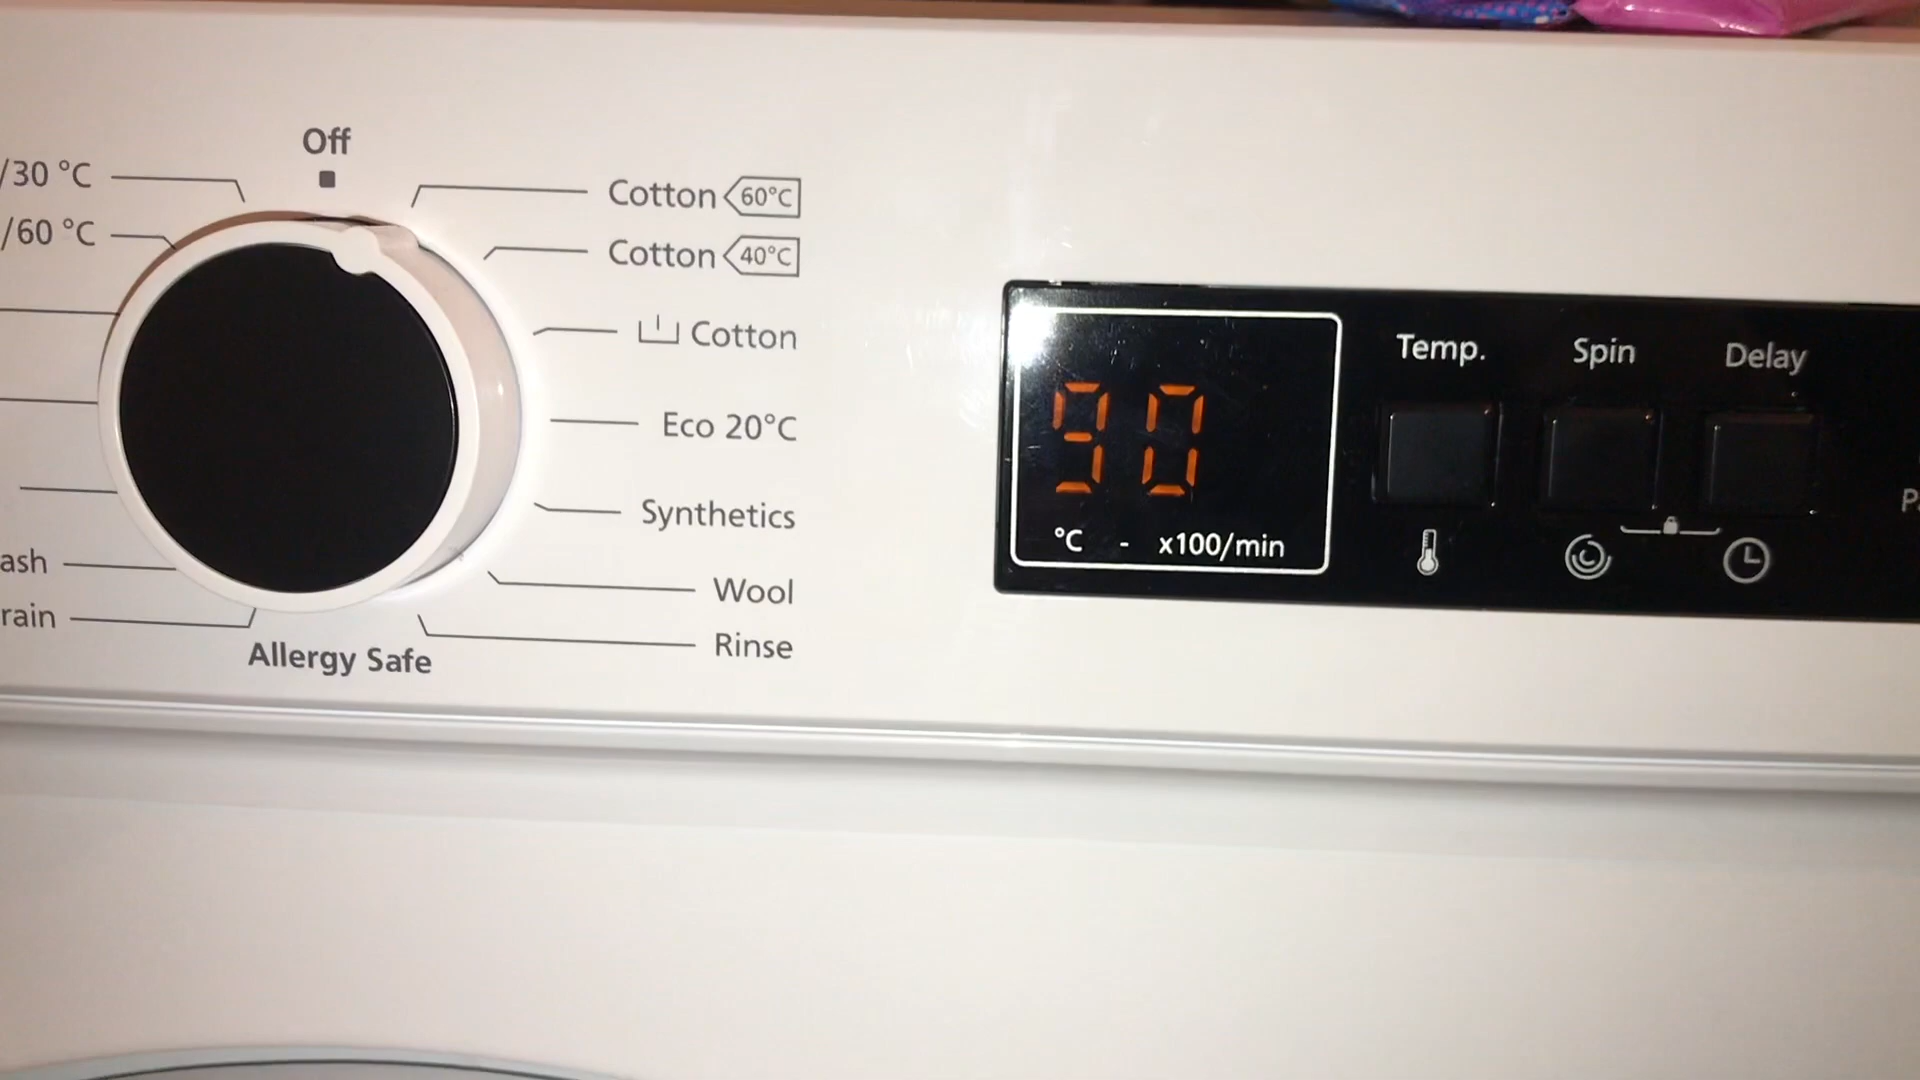 Off
/30 °C
/60 °C
ash
rain
Cotton 60°C
Cotton 40°C
Cotton
Eco 20°C
Synthetics
Wool
Rinse
Allergy Safe
90
°C - x100/min
Temp. Spin Delay